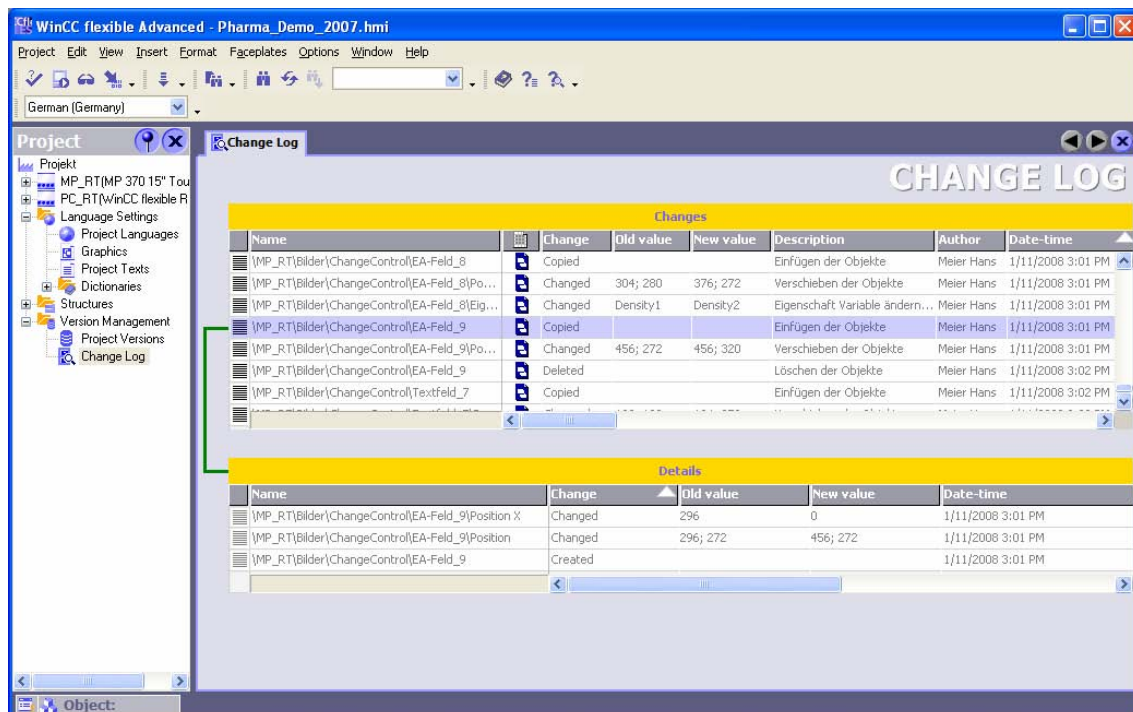 WinCC flexible Advanced - Pharma_Demo_2007.hmi
Project Edit View Insert Format Faceplates Options Window Help
German (Germany)
Project
Change Log
Projekt
MP_RT(MP 370 15" Tou
PC_RT(WinCC flexible R
Language Settings
Project Languages
Graphics
Project Texts
Dictionaries
Structures
Version Management
Project Versions
Change Log
CHANGE LOG
Changes
Name Change Old value New value Description Author Date-time
\MP_RT\Bilder\ChangeControl\EA-Feld_8 Copied Einfügen der Objekte Meier Hans 1/11/2008 3:01 PM
\MP_RT\Bilder\ChangeControl\EA-Feld_8\Po... Changed 304; 280 376; 272 Verschieben der Objekte Meier Hans 1/11/2008 3:01 PM
\MP_RT\Bilder\ChangeControl\EA-Feld_8\Eig... Changed Density1 Density2 Eigenschaft Variable ändern... Meier Hans 1/11/2008 3:01 PM
\MP_RT\Bilder\ChangeControl\EA-Feld_9 Copied Einfügen der Objekte Meier Hans 1/11/2008 3:01 PM
\MP_RT\Bilder\ChangeControl\EA-Feld_9\Po... Changed 456; 272 456; 320 Verschieben der Objekte Meier Hans 1/11/2008 3:01 PM
\MP_RT\Bilder\ChangeControl\EA-Feld_9 Deleted Löschen der Objekte Meier Hans 1/11/2008 3:02 PM
\MP_RT\Bilder\ChangeControl\Textfeld_7 Copied Einfügen der Objekte Meier Hans 1/11/2008 3:02 PM
Details
Name Change Old value New value Date-time
\MP_RT\Bilder\ChangeControl\EA-Feld_9\Position X Changed 296 0 1/11/2008 3:01 PM
\MP_RT\Bilder\ChangeControl\EA-Feld_9\Position Changed 296; 272 456; 272 1/11/2008 3:01 PM
\MP_RT\Bilder\ChangeControl\EA-Feld_9 Created 1/11/2008 3:01 PM
Object: